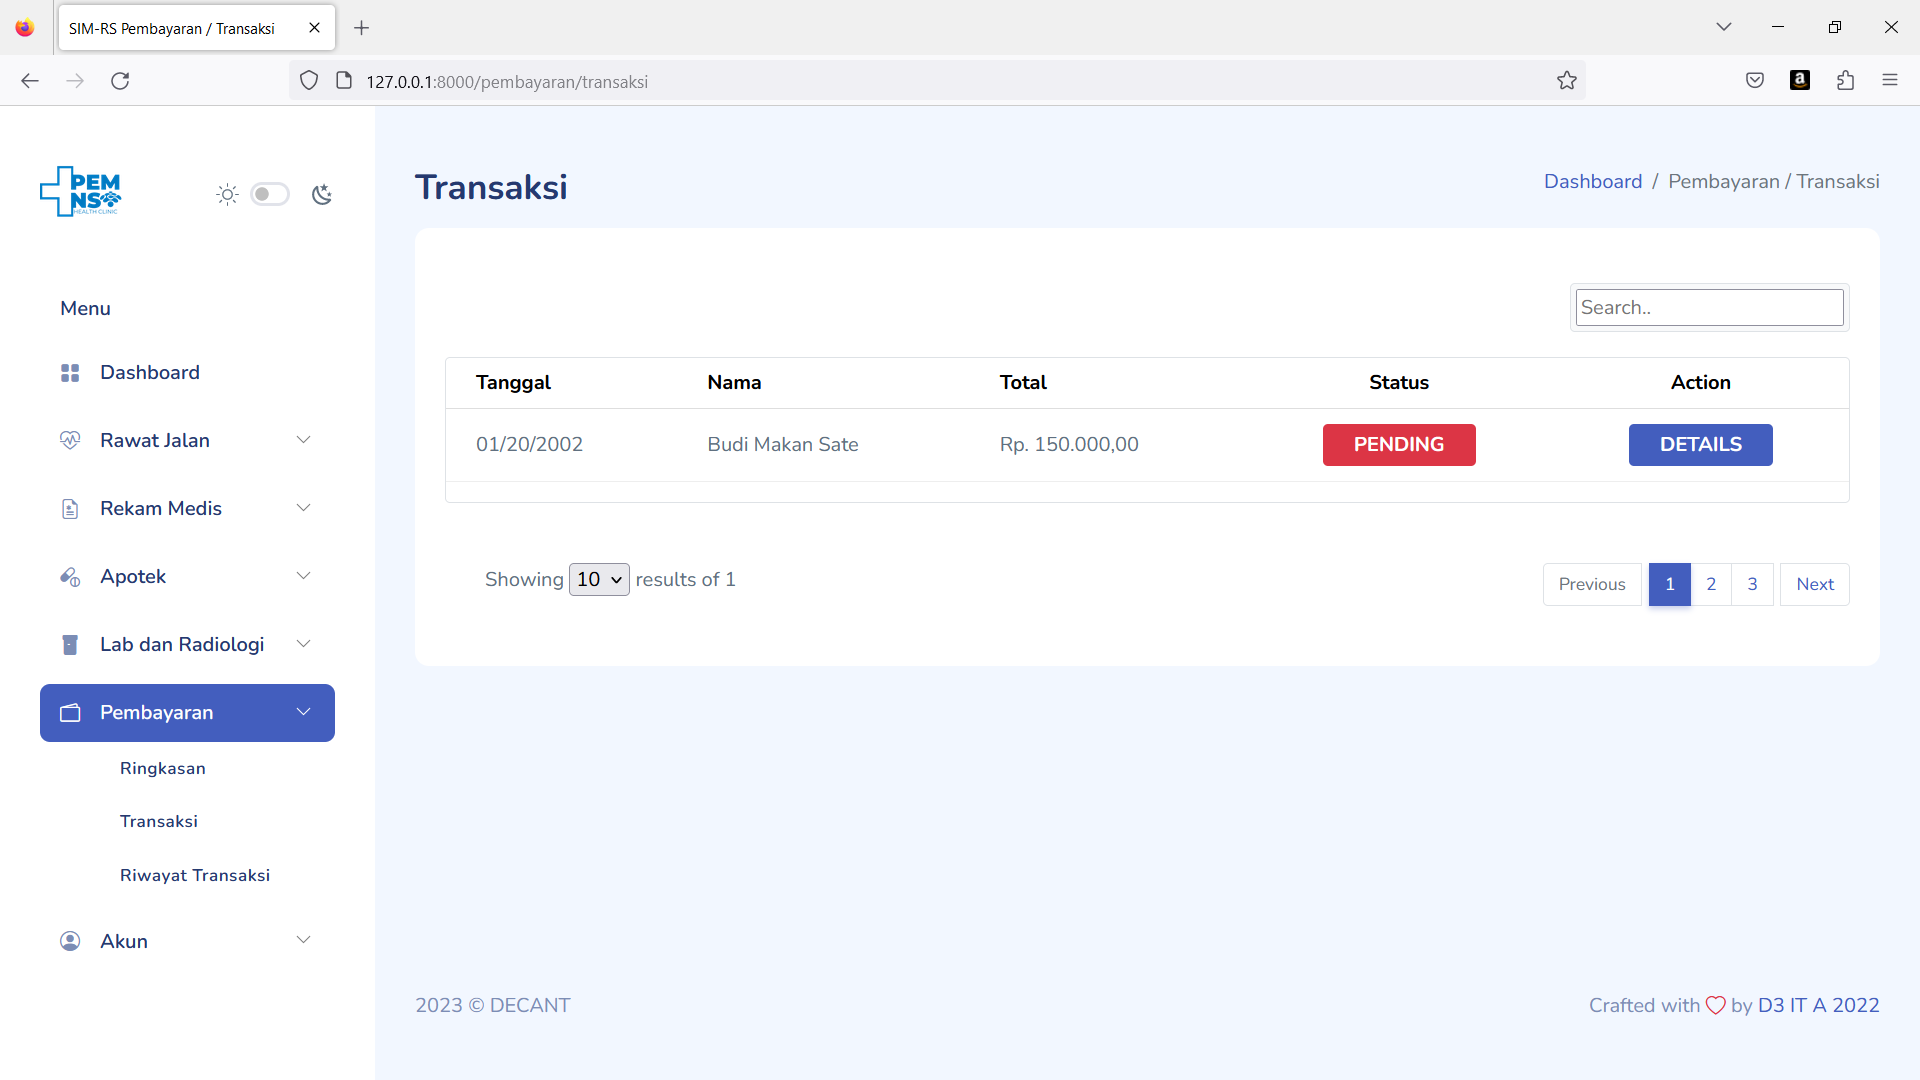 SIM-RS Pembayaran / Transaksi
127.0.0.1:8000/pembayaran/transaksi
PEM
NS
HEALTH CLINIC
Menu
Dashboard
Rawat Jalan
Rekam Medis
Apotek
Lab dan Radiologi
Pembayaran
Ringkasan
Transaksi
Riwayat Transaksi
Akun
Transaksi
Dashboard / Pembayaran / Transaksi
Search..
Tanggal Nama Total Status Action
01/20/2002 Budi Makan Sate Rp. 150.000,00 PENDING DETAILS
Showing 10 results of 1
Previous 1 2 3 Next
2023 © DECANT
Crafted with by D3 IT A 2022